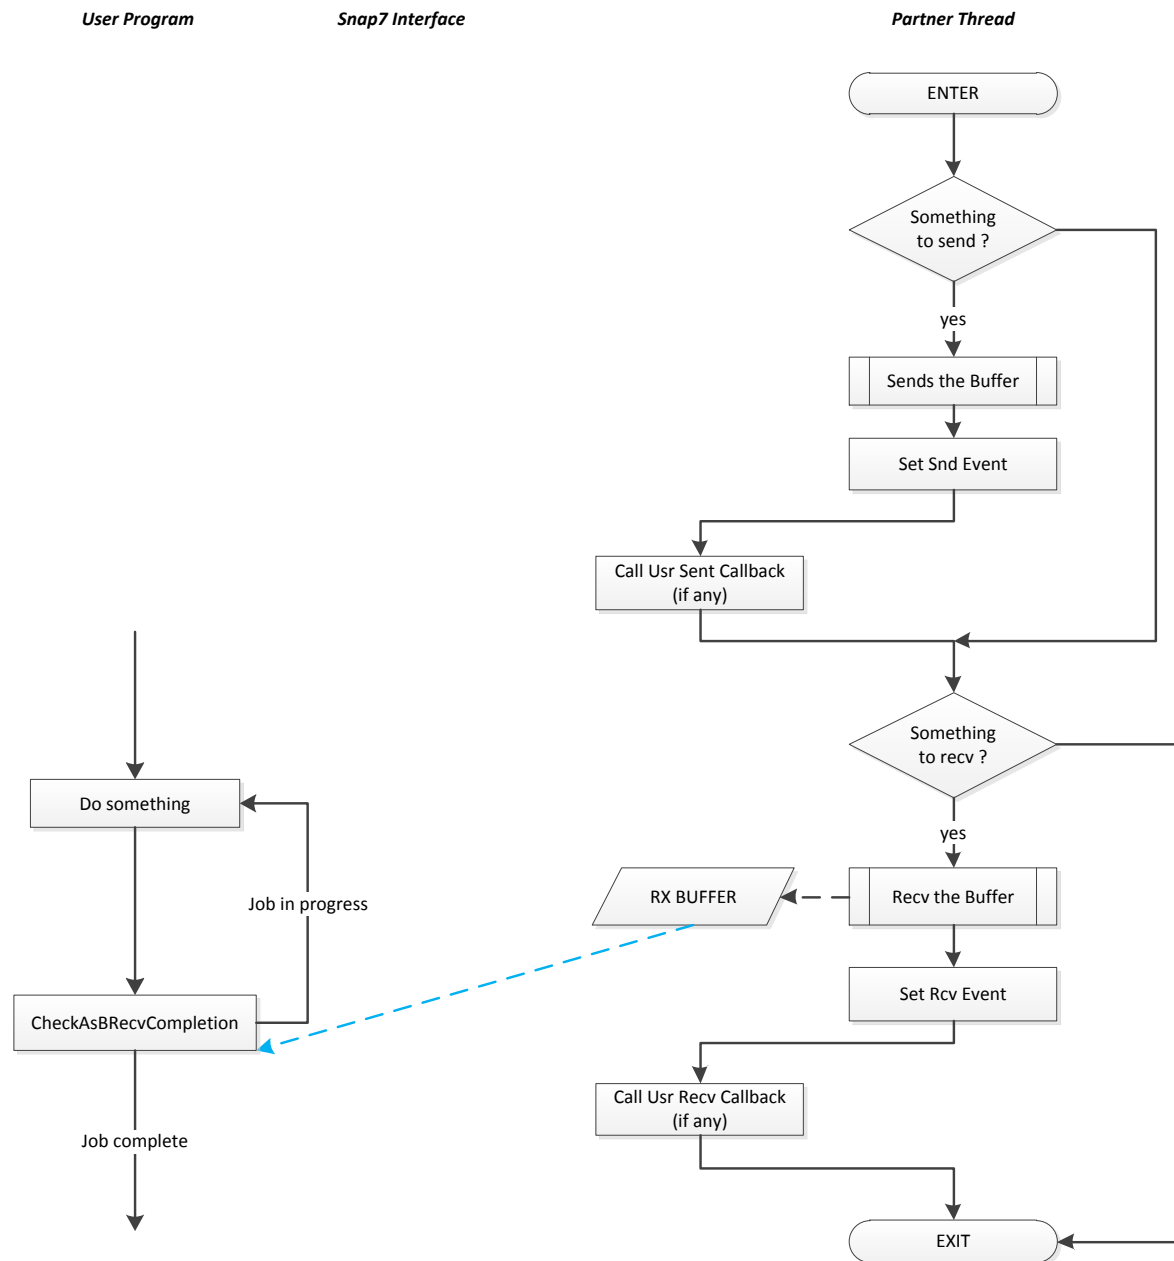 User Program
Snap7 Interface
Partner Thread
ENTER
Something
to send ?
yes
Sends the Buffer
Set Snd Event
Call Usr Sent Callback
(if any)
Something
to recv ?
Do something
yes
Job in progress
RX BUFFER
Recv the Buffer
Set Rcv Event
CheckAsBRecvCompletion
Call Usr Recv Callback
(if any)
Job complete
EXIT